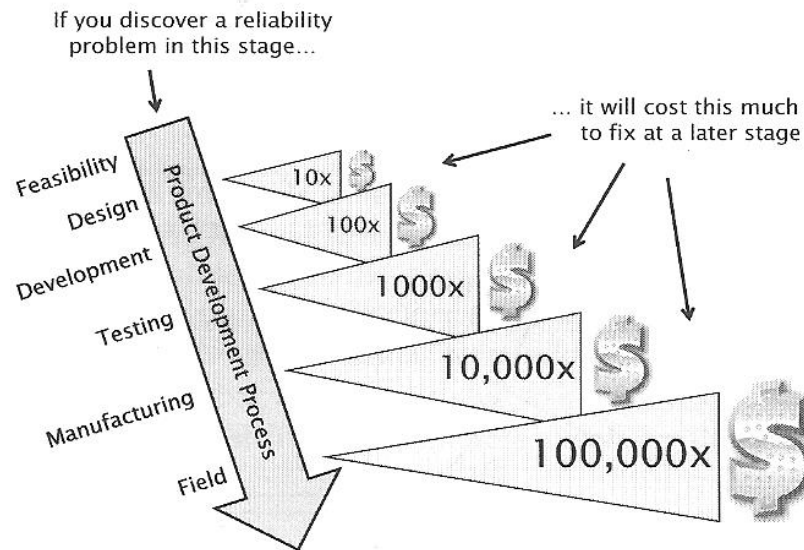 If you discover a reliability
problem in this stage...
... it will cost this much
to fix at a later stage
Feasibility
Design
Development
Testing
Manufacturing
Field
Product Development Process
10x
$
100x
$
1000x
$
10,000x
$
100,000x
$